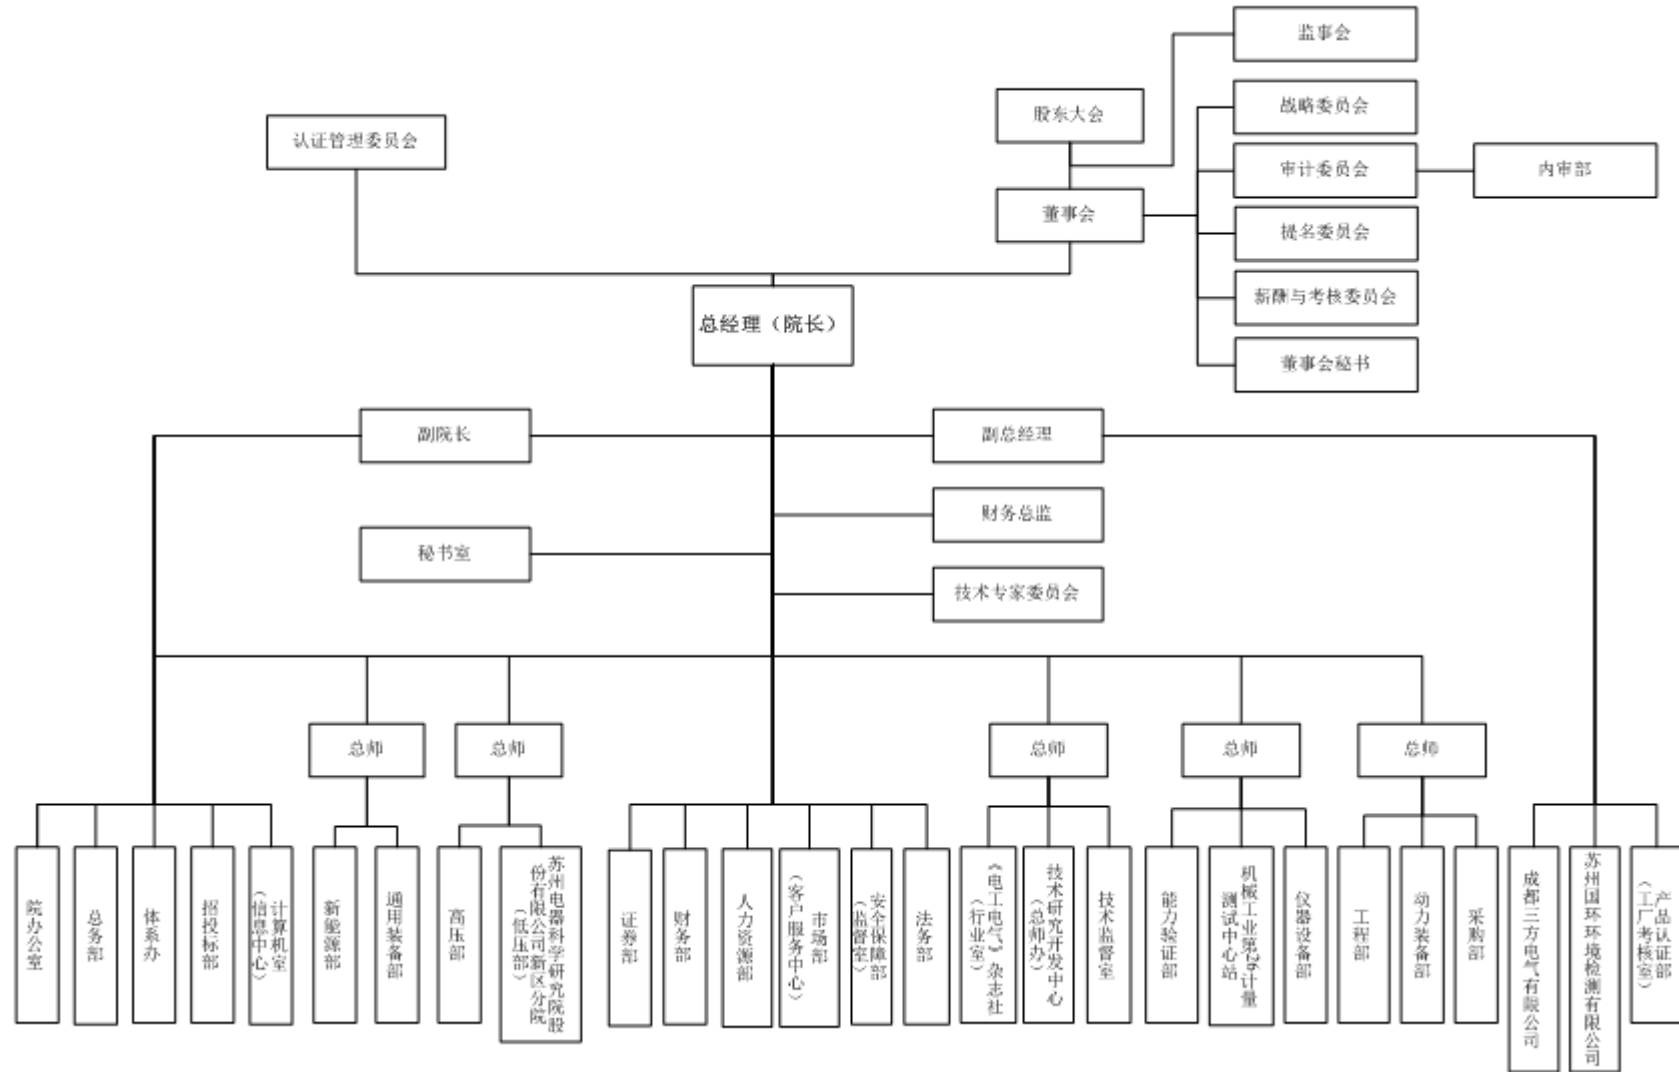 监事会
股东大会
战略委员会
认证管理委员会
审计委员会
内审部
董事会
提名委员会
薪酬与考核委员会
总经理（院长）
董事会秘书
副院长
副总经理
财务总监
秘书室
技术专家委员会
总师
总师
总师
总师
总师
院办公室
总务部
体系办
招投标部
计算机室
（信息中心）
新能源部
通用装备部
高压部
苏州电器科学研究院股
份有限公司新区分院
（低压部）
证券部
财务部
人力资源部
市场部
（客户服务中心）
安全保障部
（监督室）
法务部
《电工电气》杂志社
（行业室）
技术研究开发中心
（总师办）
技术监督室
能力验证部
机械工业第26计量
测试中心站
仪器设备部
工程部
动力装备部
采购部
成都三方电气有限公司
苏州国环环境检测有限公司
产品认证部
（工厂考核室）